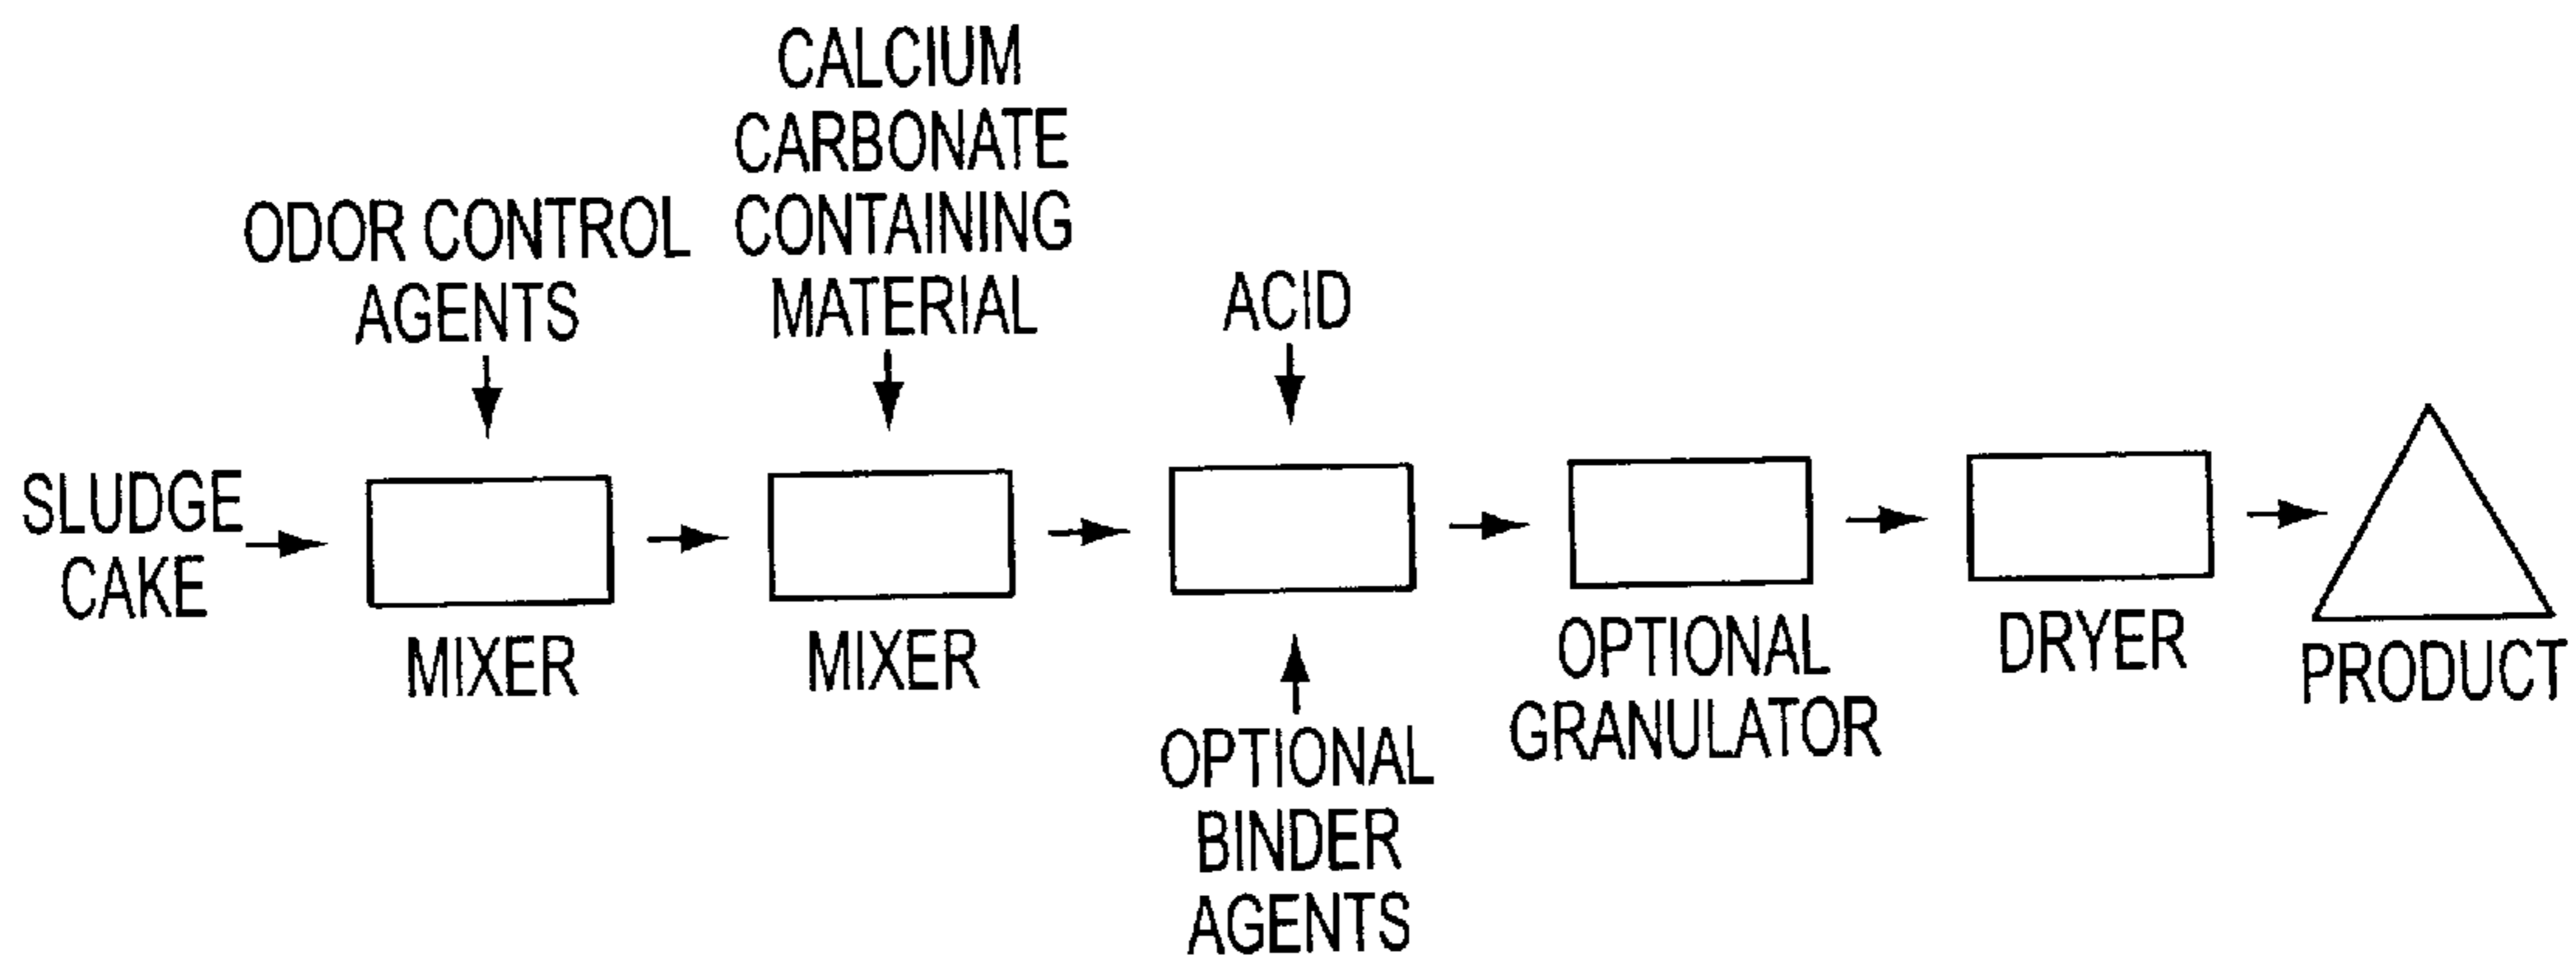 CALCIUM
CARBONATE
CONTAINING
MATERIAL
ODOR CONTROL
AGENTS
ACID
SLUDGE
CAKE
MIXER
MIXER
OPTIONAL
GRANULATOR
DRYER
PRODUCT
OPTIONAL
BINDER
AGENTS